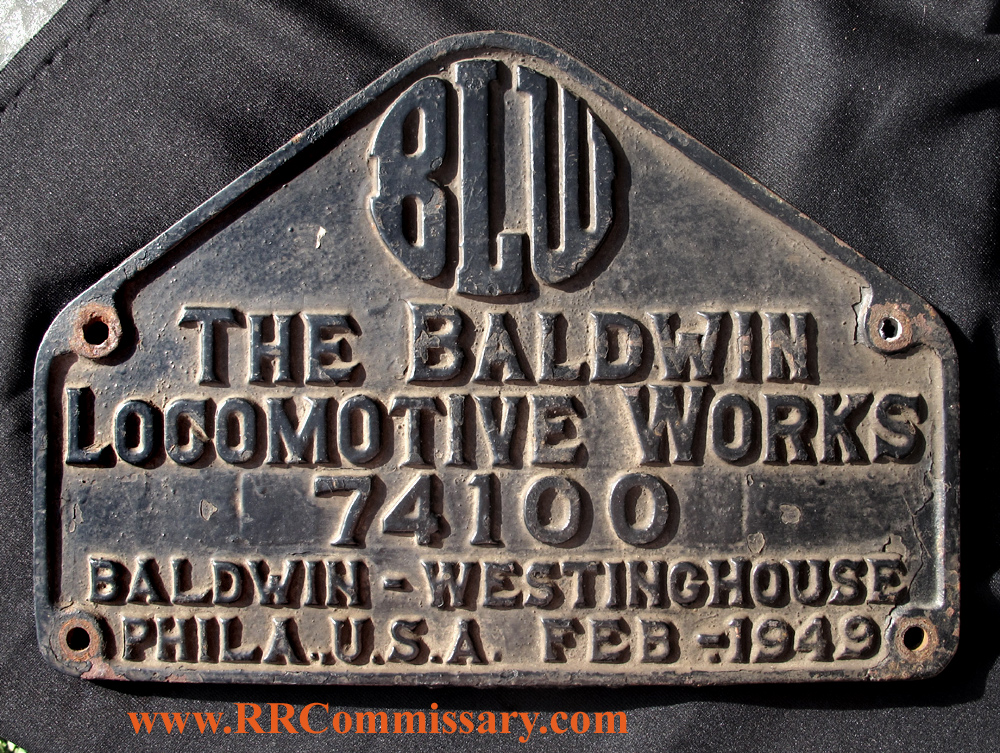 BLW
THE BALDWIN
LOCOMOTIVE WORKS
74100
BALDWIN - WESTINGHOUSE
PHILA. U.S.A. FEB - 1949
www.RRCommissary.com